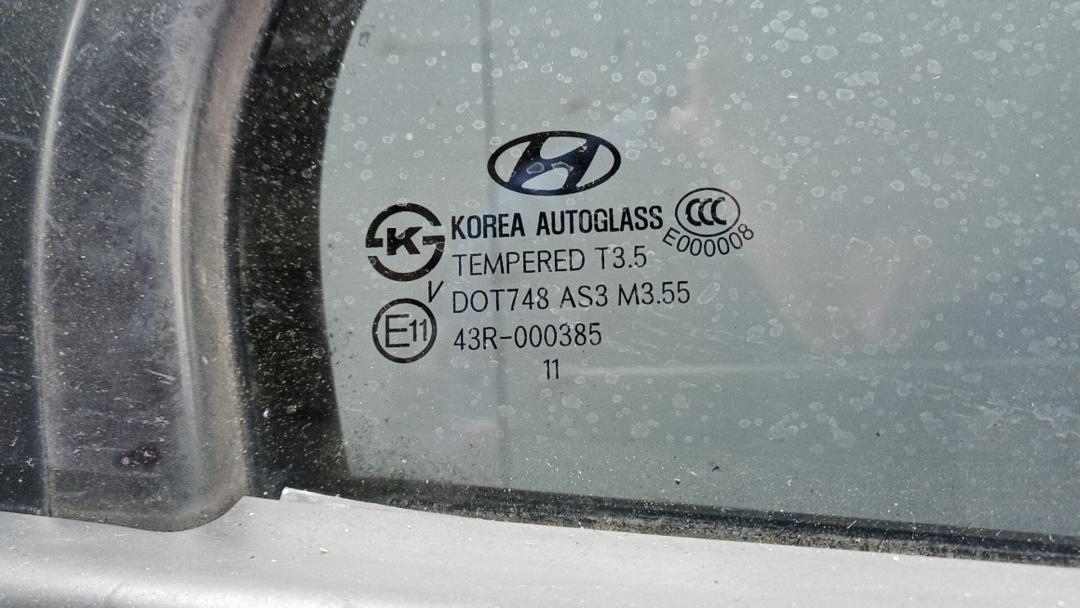 KOREA AUTOGLASS
CCC
E000008
K
TEMPERED T3.5
V
DOT748 AS3 M3.55
E11
43R-000385
11